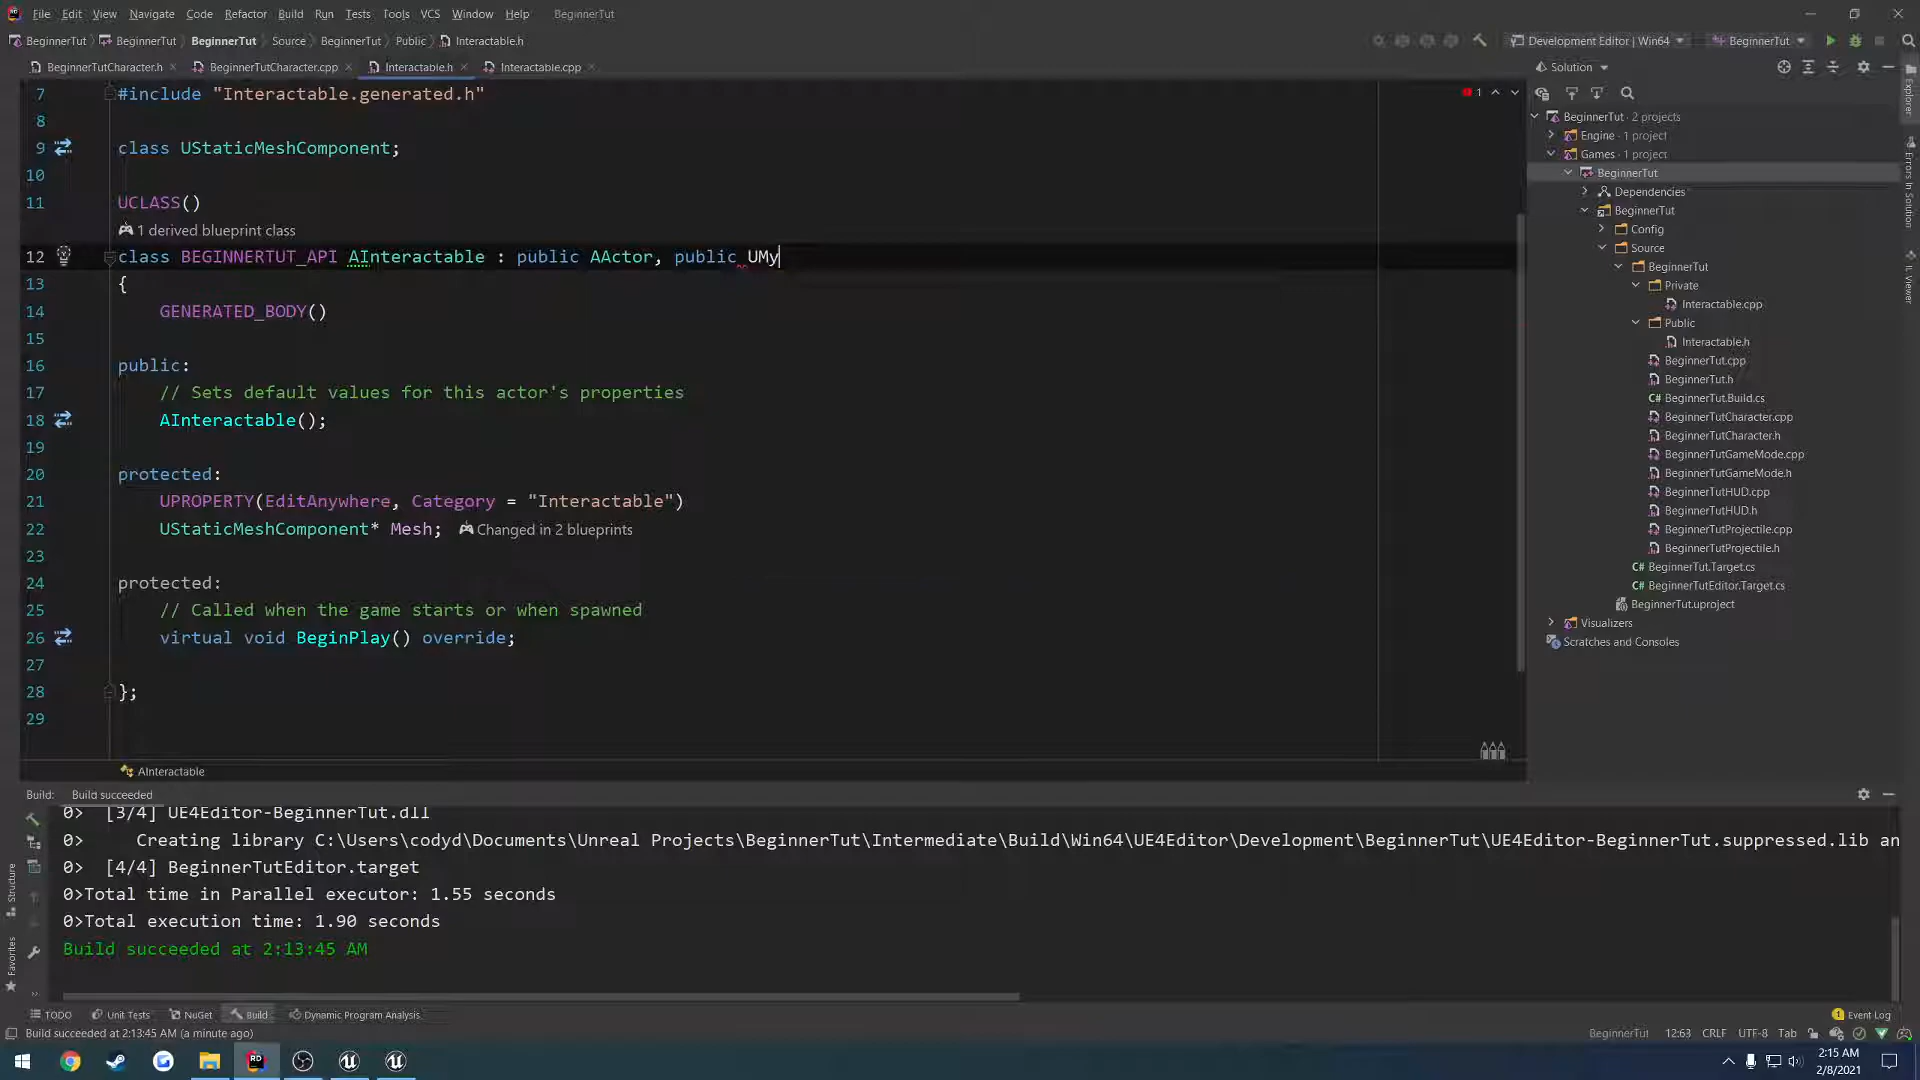 File Edit View Navigate Code Refactor Build Run Tests Tools VCS Window Help BeginnerTut
BeginnerTut BeginnerTut BeginnerTut Source BeginnerTut Public Interactable.h Development Editor | Win64 BeginnerTut
BeginnerTutCharacter.h BeginnerTutCharacter.cpp Interactable.h Interactable.cpp Solution
7 #include "Interactable.generated.h" 1
8
9 class UStaticMeshComponent;
10
11 UCLASS()
1 derived blueprint class
12 class BEGINNERTUT_API AInteractable : public AActor, public UMy
13 {
14 GENERATED_BODY()
15
16 public:
17 // Sets default values for this actor's properties
18 AInteractable();
19
20 protected:
21 UPROPERTY(EditAnywhere, Category = "Interactable")
22 UStaticMeshComponent* Mesh; Changed in 2 blueprints
23
24 protected:
25 // Called when the game starts or when spawned
26 virtual void BeginPlay() override;
27
28 };
29
AInteractable
BeginnerTut · 2 projects
Engine · 1 project
Games · 1 project
BeginnerTut
Dependencies
BeginnerTut
Config
Source
BeginnerTut
Private
Interactable.cpp
Public
Interactable.h
BeginnerTut.cpp
BeginnerTut.h
BeginnerTut.Build.cs
BeginnerTutCharacter.cpp
BeginnerTutCharacter.h
BeginnerTutGameMode.cpp
BeginnerTutGameMode.h
BeginnerTutHUD.cpp
BeginnerTutHUD.h
BeginnerTutProjectile.cpp
BeginnerTutProjectile.h
C# BeginnerTut.Target.cs
C# BeginnerTutEditor.Target.cs
BeginnerTut.uproject
Visualizers
Scratches and Consoles
Explorer
Errors In Solution
IL Viewer
Build: Build succeeded
0> [3/4] UE4Editor-BeginnerTut.dll
0> Creating library C:\Users\codyd\Documents\Unreal Projects\BeginnerTut\Intermediate\Build\Win64\UE4Editor\Development\BeginnerTut\UE4Editor-BeginnerTut.suppressed.lib an
0> [4/4] BeginnerTutEditor.target
0>Total time in Parallel executor: 1.55 seconds
0>Total execution time: 1.90 seconds
Build succeeded at 2:13:45 AM
Structure
Favorites
TODO Unit Tests NuGet Build Dynamic Program Analysis 1 Event Log
Build succeeded at 2:13:45 AM (a minute ago) BeginnerTut 12:63 CRLF UTF-8 Tab
RD
2:15 AM
2/8/2021